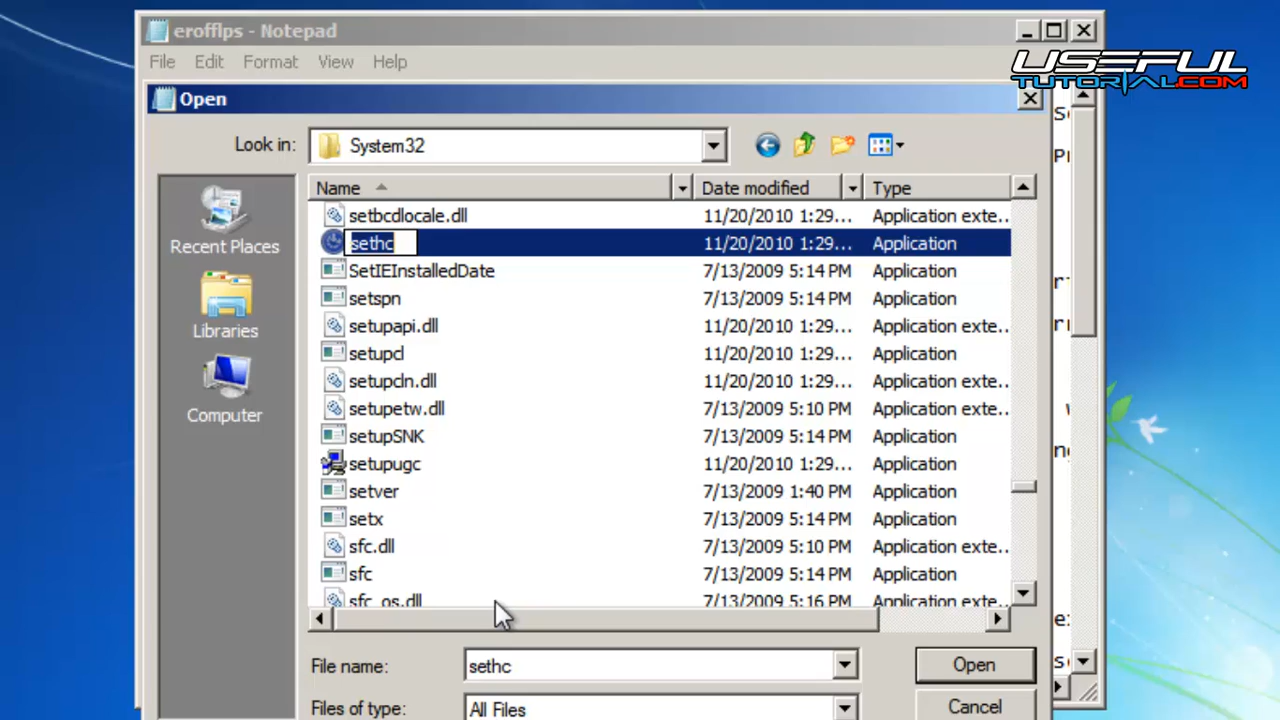 erofflps - Notepad
File Edit Format View Help
USEFUL
TUTORIAL.COM
Open
Look in: System32
Name Date modified Type
Recent Places
Libraries
Computer
setbcdlocale.dll 11/20/2010 1:29... Application exte...
sethc 11/20/2010 1:29... Application
SetIEInstalledDate 7/13/2009 5:14 PM Application
setspn 7/13/2009 5:14 PM Application
setupapi.dll 11/20/2010 1:29... Application exte...
setupcl 11/20/2010 1:29... Application
setupcln.dll 11/20/2010 1:29... Application exte...
setupetw.dll 7/13/2009 5:10 PM Application exte...
setupSNK 7/13/2009 5:14 PM Application
setupugc 11/20/2010 1:29... Application
setver 7/13/2009 1:40 PM Application
setx 7/13/2009 5:14 PM Application
sfc.dll 7/13/2009 5:10 PM Application exte...
sfc 7/13/2009 5:14 PM Application
sfc_os.dll 7/13/2009 5:16 PM Application exte...
File name: sethc Open
Files of type: All Files Cancel